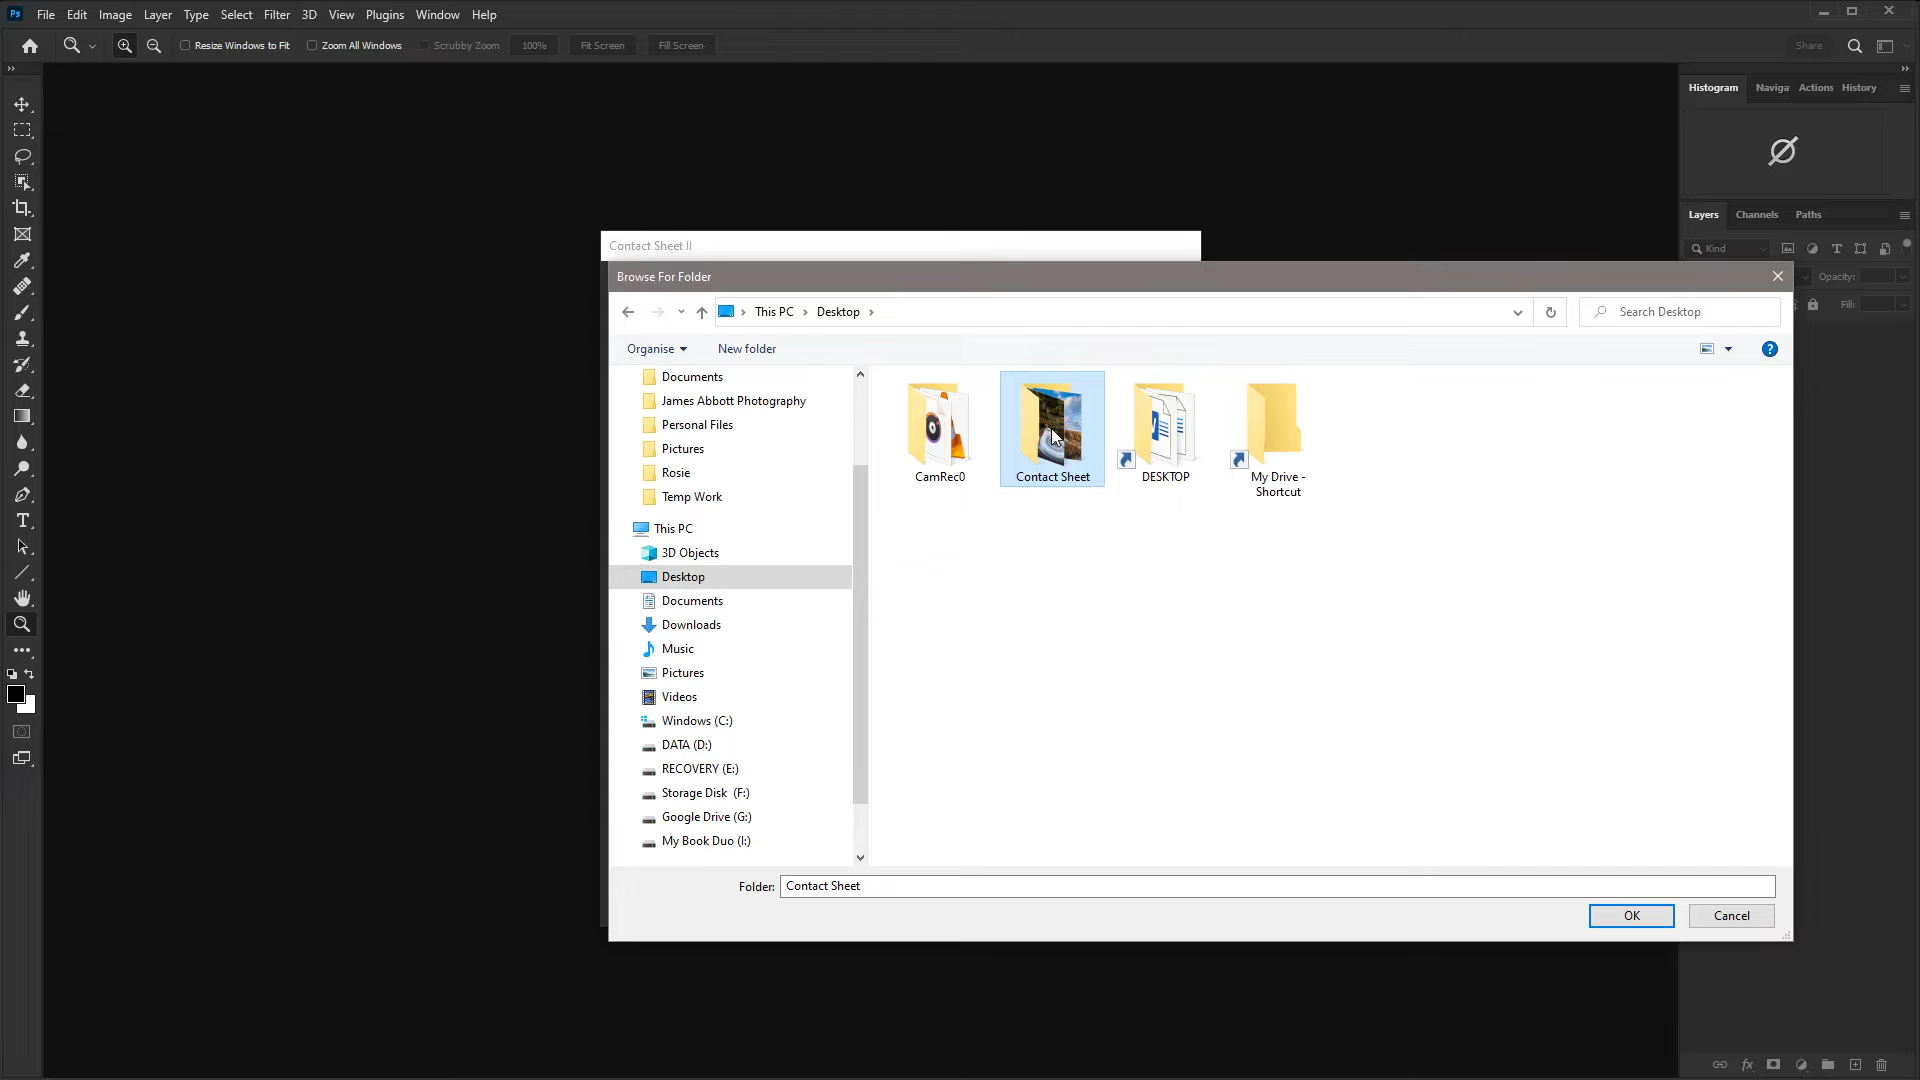 Ps File Edit Image Layer Type Select Filter 3D View Plugins Window Help
Resize Windows to Fit Zoom All Windows Scrubby Zoom 100% Fit Screen Fill Screen Share
Histogram Naviga Actions History
Layers Channels Paths
Kind
Opacity:
Fill:
Contact Sheet II
Browse For Folder
This PC Desktop
Search Desktop
Organise New folder
Documents
James Abbott Photography
Personal Files
Pictures
Rosie
Temp Work
This PC
3D Objects
Desktop
Documents
Downloads
Music
Pictures
Videos
Windows (C:)
DATA (D:)
RECOVERY (E:)
Storage Disk (F:)
Google Drive (G:)
My Book Duo (I:)
CamRec0
Contact Sheet
DESKTOP
My Drive -
Shortcut
Folder: Contact Sheet
OK Cancel
fx